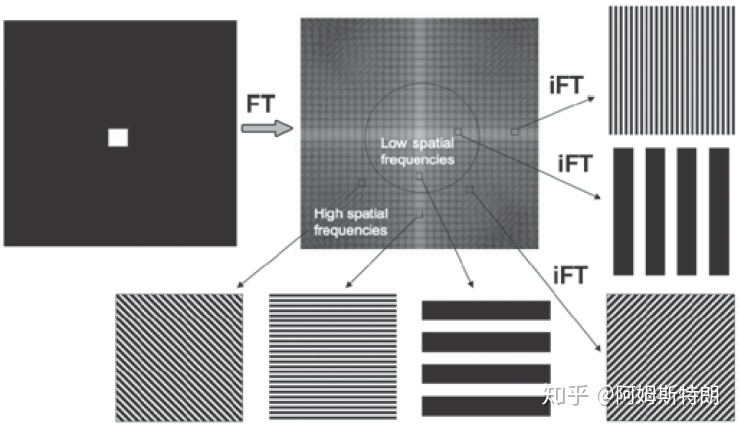 FT
iFT
Low spatial
frequencies
iFT
High spatial
frequencies
iFT
知乎 @阿姆斯特朗